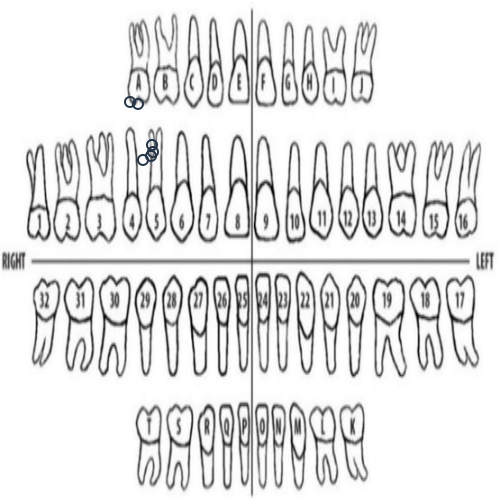 A B C D E F G H I J
1 2 3 4 5 6 7 8 9 10 11 12 13 14 15 16
RIGHT LEFT
32 31 30 29 28 27 26 25 24 23 22 21 20 19 18 17
T S R Q P O N M L K